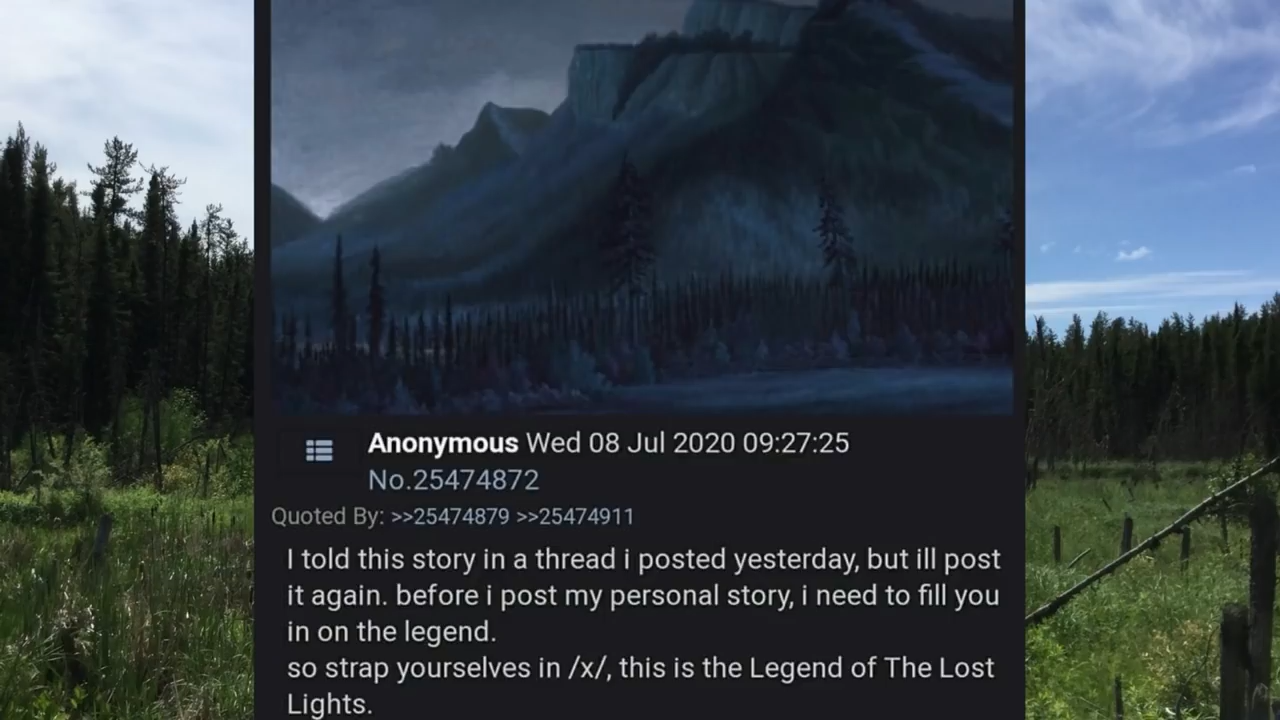 Anonymous Wed 08 Jul 2020 09:27:25
No.25474872
Quoted By: >>25474879 >>25474911
I told this story in a thread i posted yesterday, but ill post
it again. before i post my personal story, i need to fill you
in on the legend.
so strap yourselves in /x/, this is the Legend of The Lost
Lights.